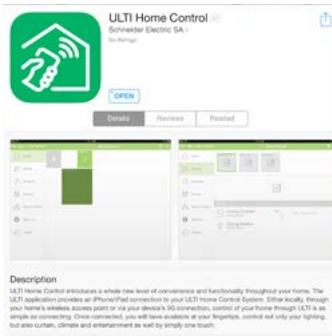 ULTI Home Control
Schneider Electric SA >
No Ratings
OPEN
Details
Reviews
Related
Description
ULTI Home Control introduces a whole new level of convenience and functionality throughout your home. The
ULTI application provides an iPhone/iPad connection to your ULTI Home Control System. Either locally, through
your home's wireless access point or via your device's 3G connection, control of your home through ULTI is as
simple as connecting. Once connected, you will have available at your fingertips, control not only your lighting,
but also curtain, climate and entertainment as well by simply one touch